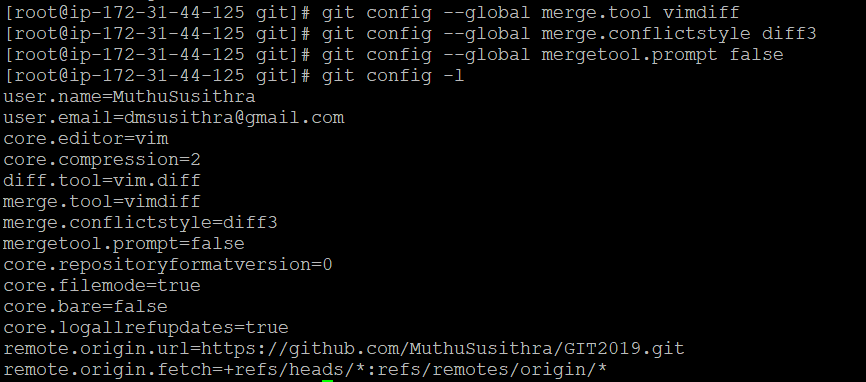 [root@ip-172-31-44-125 git]# git config --global merge.tool vimdiff
[root@ip-172-31-44-125 git]# git config --global merge.conflictstyle diff3
[root@ip-172-31-44-125 git]# git config --global mergetool.prompt false
[root@ip-172-31-44-125 git]# git config -l
user.name=MuthuSusithra
user.email=dmsusithra@gmail.com
core.editor=vim
core.compression=2
diff.tool=vim.diff
merge.tool=vimdiff
merge.conflictstyle=diff3
mergetool.prompt=false
core.repositoryformatversion=0
core.filemode=true
core.bare=false
core.logallrefupdates=true
remote.origin.url=https://github.com/MuthuSusithra/GIT2019.git
remote.origin.fetch=+refs/heads/*:refs/remotes/origin/*